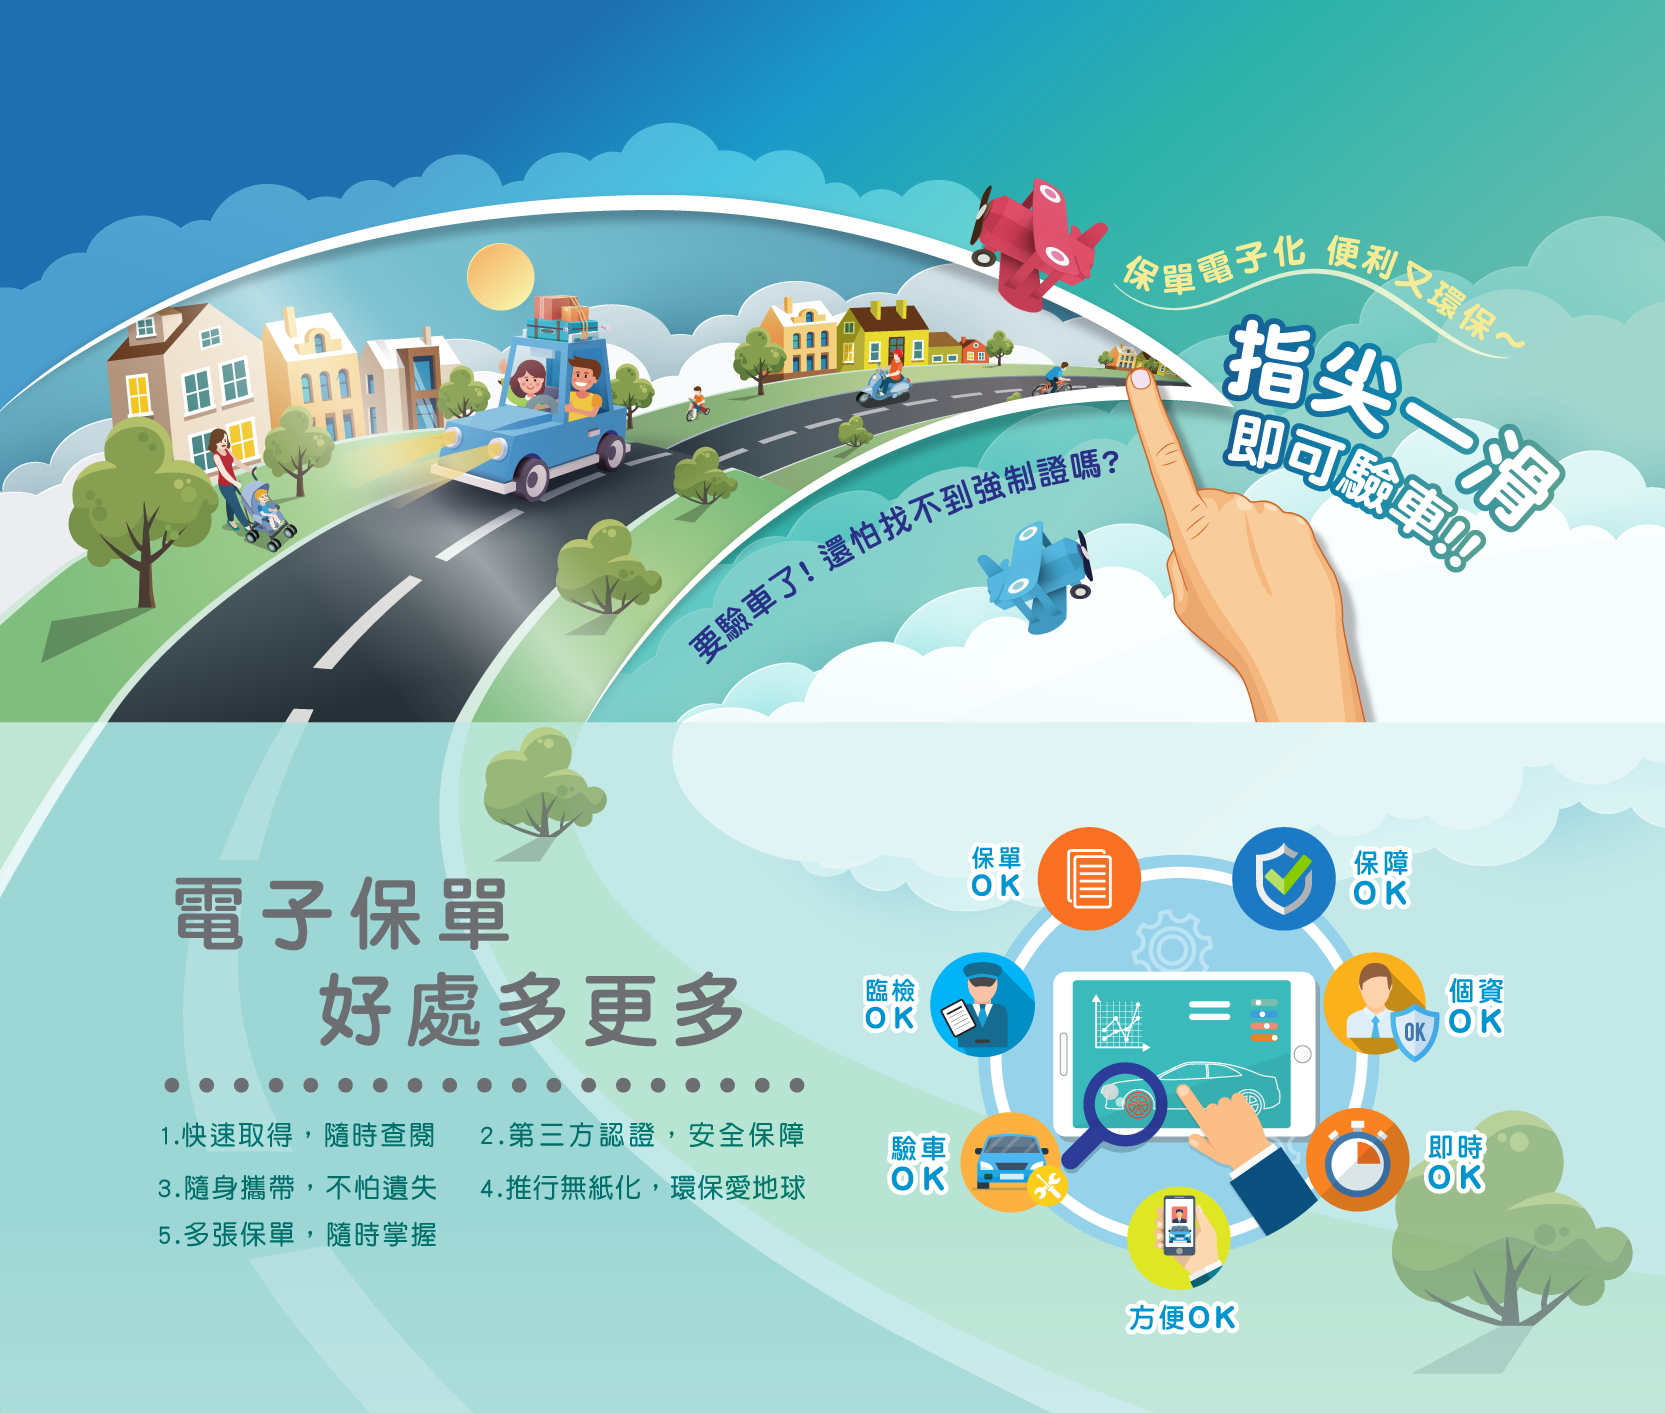 保單電子化 便利又環保～
指尖一滑
即可驗車!!
要驗車了! 還怕找不到強制證嗎?
電子保單
好處多更多
1.快速取得，隨時查閱
2.第三方認證，安全保障
3.隨身攜帶，不怕遺失
4.推行無紙化，環保愛地球
5.多張保單，隨時掌握
保單
OK
保障
OK
臨檢
OK
個資
OK
OK
驗車
OK
即時
OK
方便OK